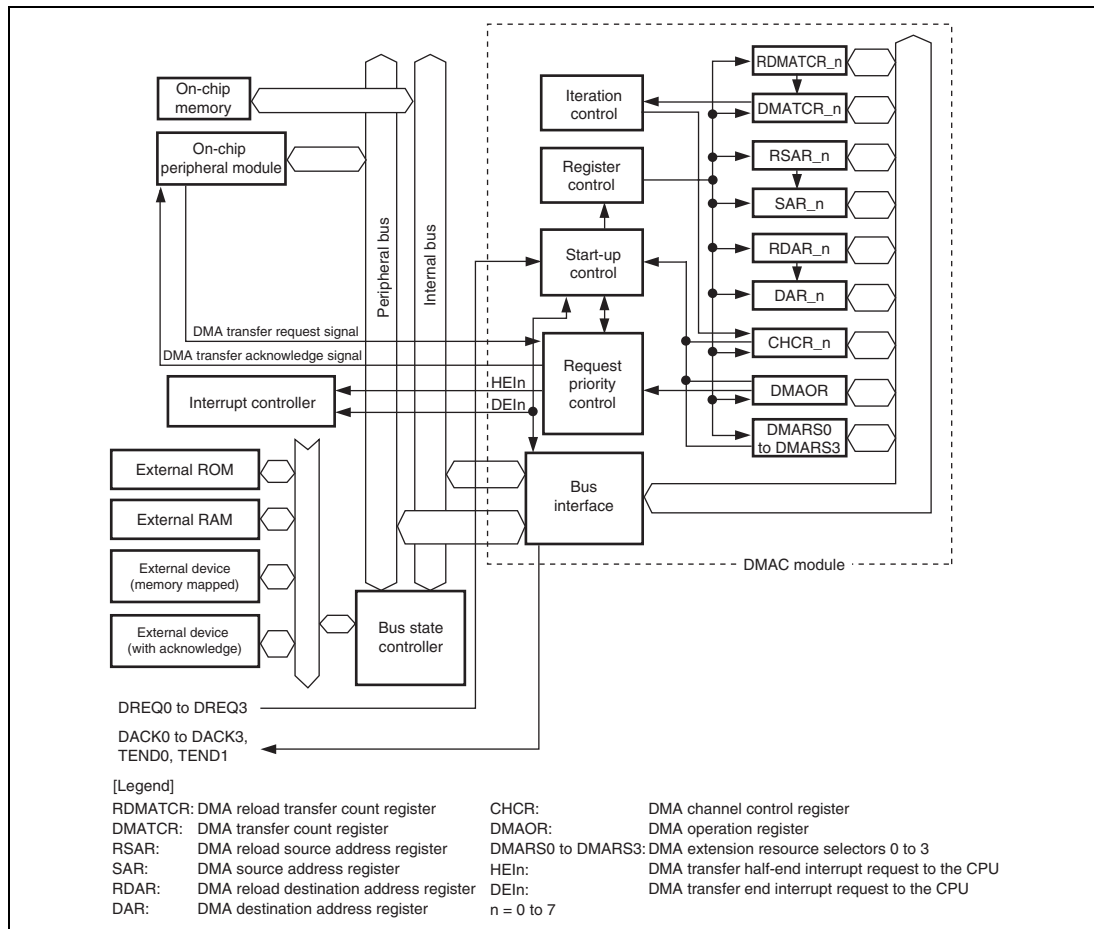 On-chip
memory
On-chip
peripheral module
Peripheral bus
Internal bus
DMA transfer request signal
DMA transfer acknowledge signal
Interrupt controller
HEIn
DEIn
External ROM
External RAM
External device
(memory mapped)
External device
(with acknowledge)
Bus state
controller
Iteration
control
Register
control
Start-up
control
Request
priority
control
Bus
interface
RDMATCR_n
DMATCR_n
RSAR_n
SAR_n
RDAR_n
DAR_n
CHCR_n
DMAOR
DMARS0
to DMARS3
DMAC module
DREQ0 to DREQ3
DACK0 to DACK3,
TEND0, TEND1
[Legend]
RDMATCR: DMA reload transfer count register
DMATCR: DMA transfer count register
RSAR: DMA reload source address register
SAR: DMA source address register
RDAR: DMA reload destination address register
DAR: DMA destination address register
CHCR: DMA channel control register
DMAOR: DMA operation register
DMARS0 to DMARS3: DMA extension resource selectors 0 to 3
HEIn: DMA transfer half-end interrupt request to the CPU
DEIn: DMA transfer end interrupt request to the CPU
n = 0 to 7